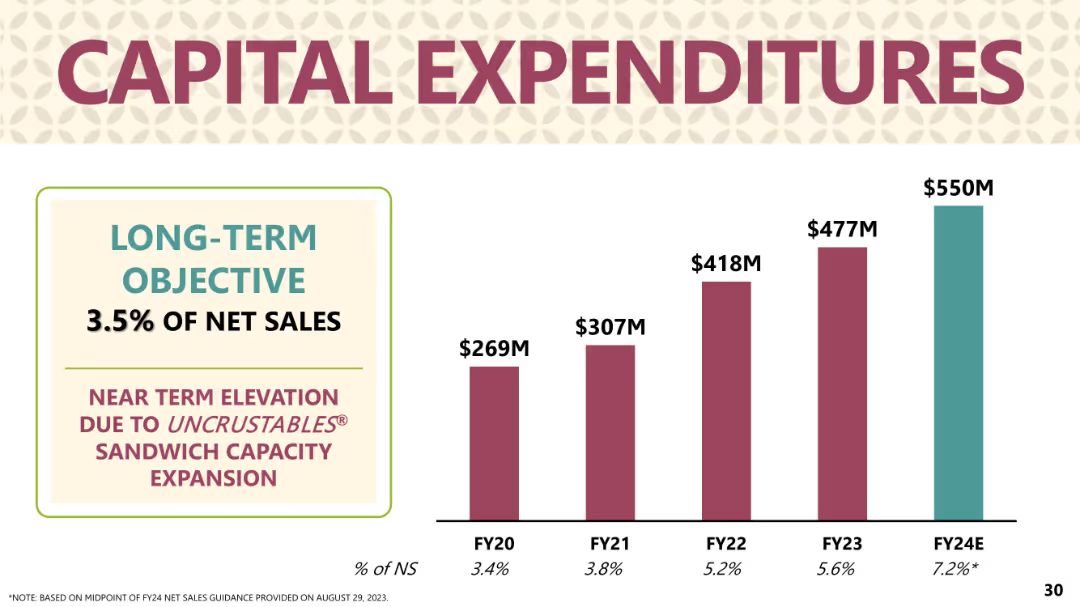 CAPITAL EXPENDITURES
LONG-TERM
OBJECTIVE
3.5% OF NET SALES
NEAR TERM ELEVATION
DUE TO UNCRUSTABLES®
SANDWICH CAPACITY
EXPANSION
$269M
$307M
$418M
$477M
$550M
FY20 FY21 FY22 FY23 FY24E
% of NS 3.4% 3.8% 5.2% 5.6% 7.2%*
*NOTE: BASED ON MIDPOINT OF FY24 NET SALES GUIDANCE PROVIDED ON AUGUST 29, 2023.
30